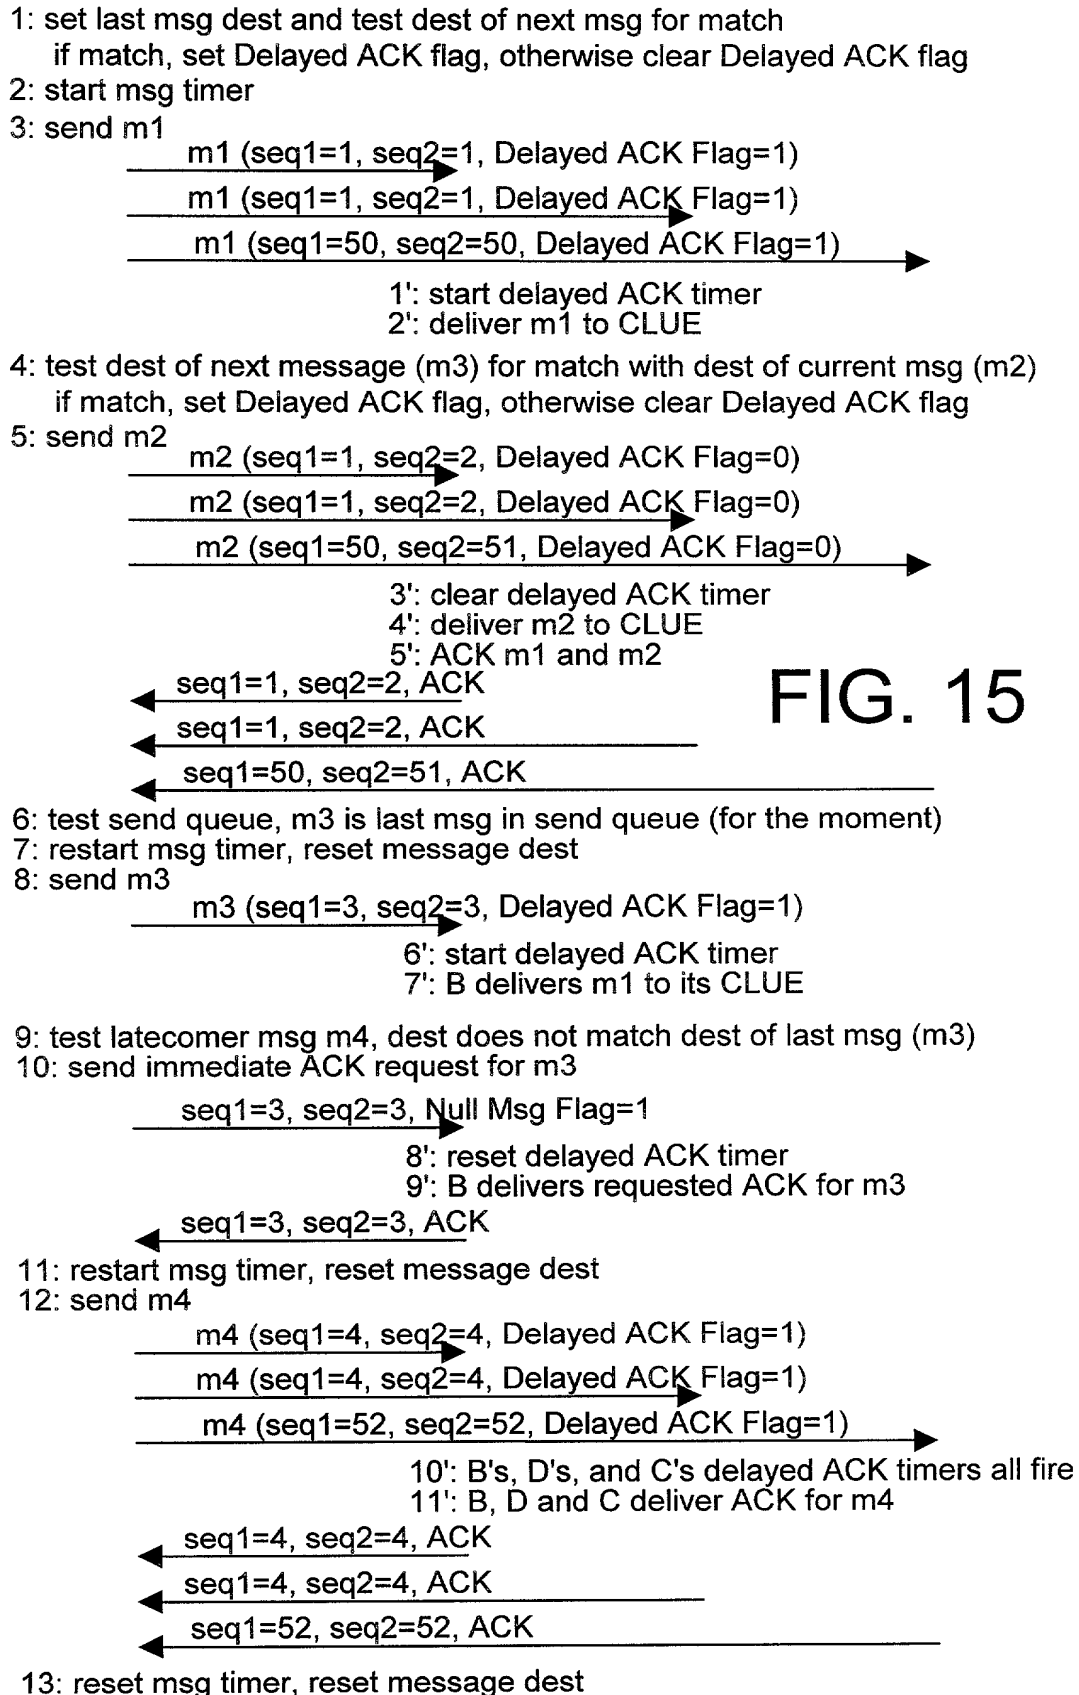 1: set last msg dest and test dest of next msg for match
if match, set Delayed ACK flag, otherwise clear Delayed ACK flag
2: start msg timer
3: send m1
m1 (seq1=1, seq2=1, Delayed ACK Flag=1)
m1 (seq1=1, seq2=1, Delayed ACK Flag=1)
m1 (seq1=50, seq2=50, Delayed ACK Flag=1)
1': start delayed ACK timer
2': deliver m1 to CLUE
4: test dest of next message (m3) for match with dest of current msg (m2)
if match, set Delayed ACK flag, otherwise clear Delayed ACK flag
5: send m2
m2 (seq1=1, seq2=2, Delayed ACK Flag=0)
m2 (seq1=1, seq2=2, Delayed ACK Flag=0)
m2 (seq1=50, seq2=51, Delayed ACK Flag=0)
3': clear delayed ACK timer
4': deliver m2 to CLUE
5': ACK m1 and m2
FIG. 15
seq1=1, seq2=2, ACK
seq1=1, seq2=2, ACK
seq1=50, seq2=51, ACK
6: test send queue, m3 is last msg in send queue (for the moment)
7: restart msg timer, reset message dest
8: send m3
m3 (seq1=3, seq2=3, Delayed ACK Flag=1)
6': start delayed ACK timer
7': B delivers m1 to its CLUE
9: test latecomer msg m4, dest does not match dest of last msg (m3)
10: send immediate ACK request for m3
seq1=3, seq2=3, Null Msg Flag=1
8': reset delayed ACK timer
9': B delivers requested ACK for m3
seq1=3, seq2=3, ACK
11: restart msg timer, reset message dest
12: send m4
m4 (seq1=4, seq2=4, Delayed ACK Flag=1)
m4 (seq1=4, seq2=4, Delayed ACK Flag=1)
m4 (seq1=52, seq2=52, Delayed ACK Flag=1)
10': B's, D's, and C's delayed ACK timers all fire
11': B, D and C deliver ACK for m4
seq1=4, seq2=4, ACK
seq1=4, seq2=4, ACK
seq1=52, seq2=52, ACK
13: reset msg timer, reset message dest